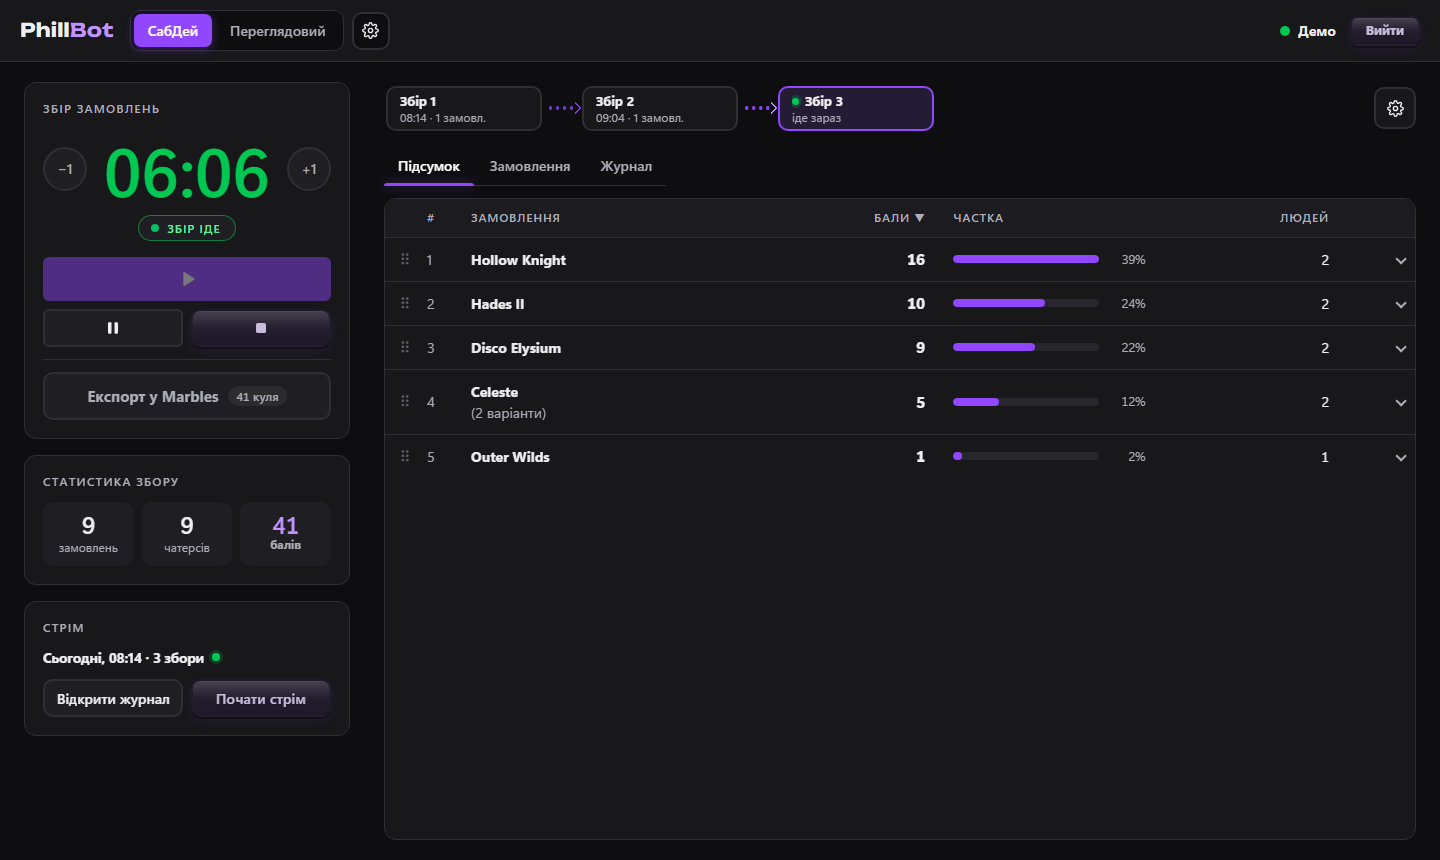 PhillBot
СабДей
Переглядовий
Демо
Вийти
ЗБІР ЗАМОВЛЕНЬ
−1
06:06
+1
ЗБІР ІДЕ
Експорт у Marbles 41 куля
СТАТИСТИКА ЗБОРУ
9 замовлень
9 чатерсів
41 балів
СТРІМ
Сьогодні, 08:14 · 3 збори
Відкрити журнал
Почати стрім
Збір 1
08:14 · 1 замовл.
Збір 2
09:04 · 1 замовл.
Збір 3
іде зараз
Підсумок
Замовлення
Журнал
# ЗАМОВЛЕННЯ БАЛИ ▼ ЧАСТКА ЛЮДЕЙ
1 Hollow Knight 16 39% 2
2 Hades II 10 24% 2
3 Disco Elysium 9 22% 2
4 Celeste 5 12% 2
(2 варіанти)
5 Outer Wilds 1 2% 1